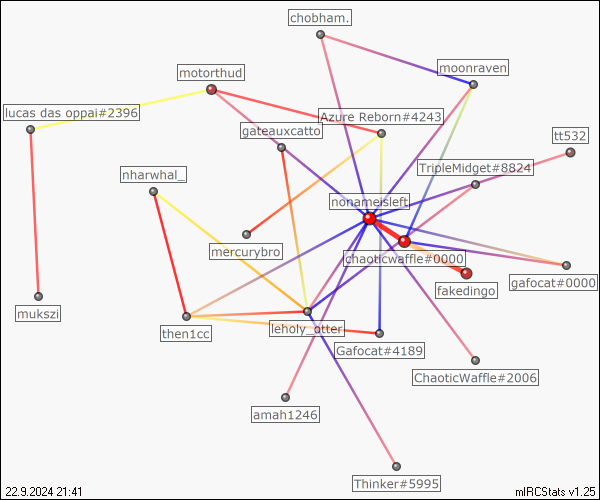 chobham.
moonraven
motorthud
lucas das oppai#2396
Azure Reborn#4243
gateauxcatto
tt532
TripleMidget#8824
nharwhal_
nonameisleft
mercurybro
chaoticwaffle#0000
gafocat#0000
fakedingo
mukszi
then1cc
leholy_otter
Gafocat#4189
ChaoticWaffle#2006
amah1246
Thinker#5995
22.9.2024 21:41
mIRCStats v1.25